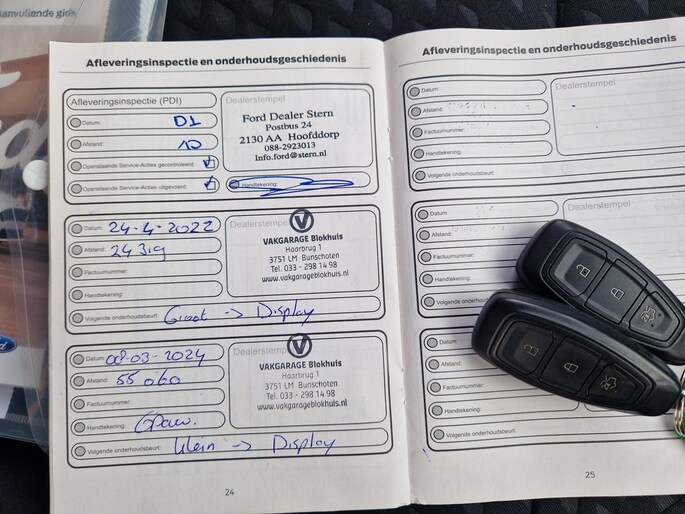 Aanvullende
Afleveringsinspectie en onderhoudsgeschiedenis
Afleveringsinspectie (PDI)
Datum: D1
Afstand: 10
Openstaande Service-Acties gecontroleerd:
Openstaande Service-Acties uitgevoerd:
Dealerstempel
Ford Dealer Stern
Postbus 24
2130 AA Hoofddorp
088-2923013
Info.ford@stern.nl
Handtekening:
Datum: 24-4-2022
Afstand: 24319
Factuurnummer:
Handtekening:
Volgende onderhoudsbeurt: Groot -> Display
Dealerstempel
VAKGARAGE Blokhuis
Haarbrug 1
3751 LM Bunschoten
Tel. 033 - 298 14 98
www.vakgarageblokhuis.nl
Datum: 08-03-2024
Afstand: 55060
Factuurnummer:
Handtekening:
Volgende onderhoudsbeurt: Klein -> Display
Dealerstempel
VAKGARAGE Blokhuis
Haarbrug 1
3751 LM Bunschoten
Tel. 033 - 298 14 98
www.vakgarageblokhuis.nl
24
Afleveringsinspectie en onderhoudsgeschiedenis
Datum:
Afstand:
Factuurnummer:
Handtekening:
Volgende onderhoudsbeurt:
Dealerstempel
Datum:
Afstand:
Factuurnummer:
Handtekening:
Volgende onderhoudsbeurt
Dealerstempel
Datum:
Afstand:
Factuurnummer:
Handtekening:
Volgende onderhoudsbeurt:
25